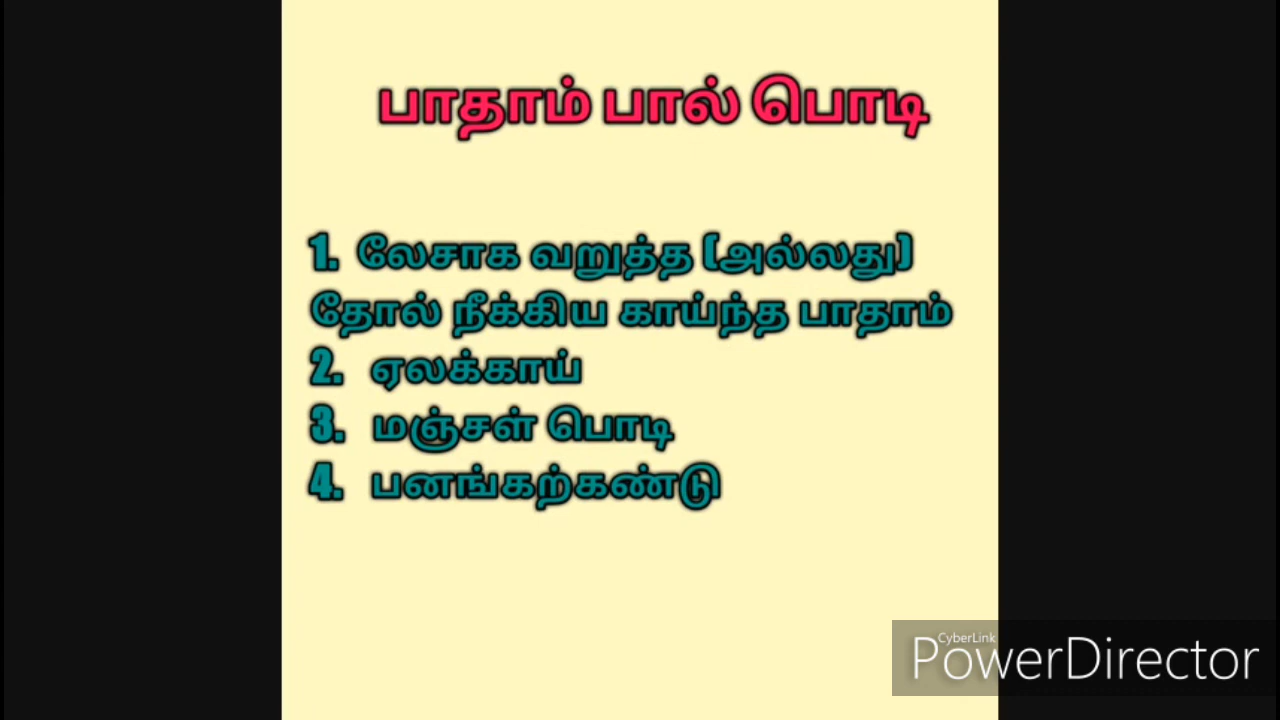 பாதாம் பால் பொடி
1. லேசாக வறுத்த (அல்லது)
தோல் நீக்கிய காய்ந்த பாதாம்
2. ஏலக்காய்
3. மஞ்சள் பொடி
4. பனங்கற்கண்டு
CyberLink
PowerDirector